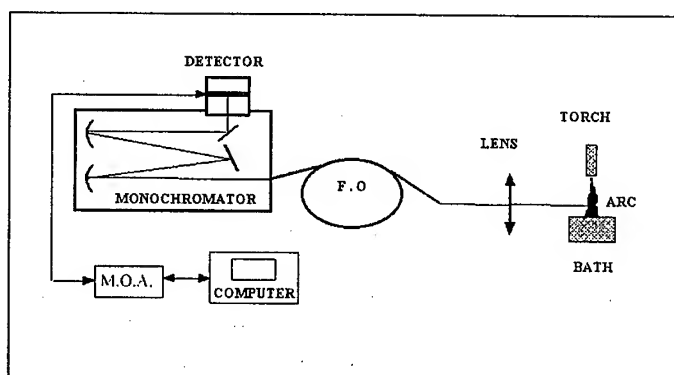 DETECTOR
TORCH
LENS
F.O
ARC
MONOCHROMATOR
BATH
M.O.A.
COMPUTER